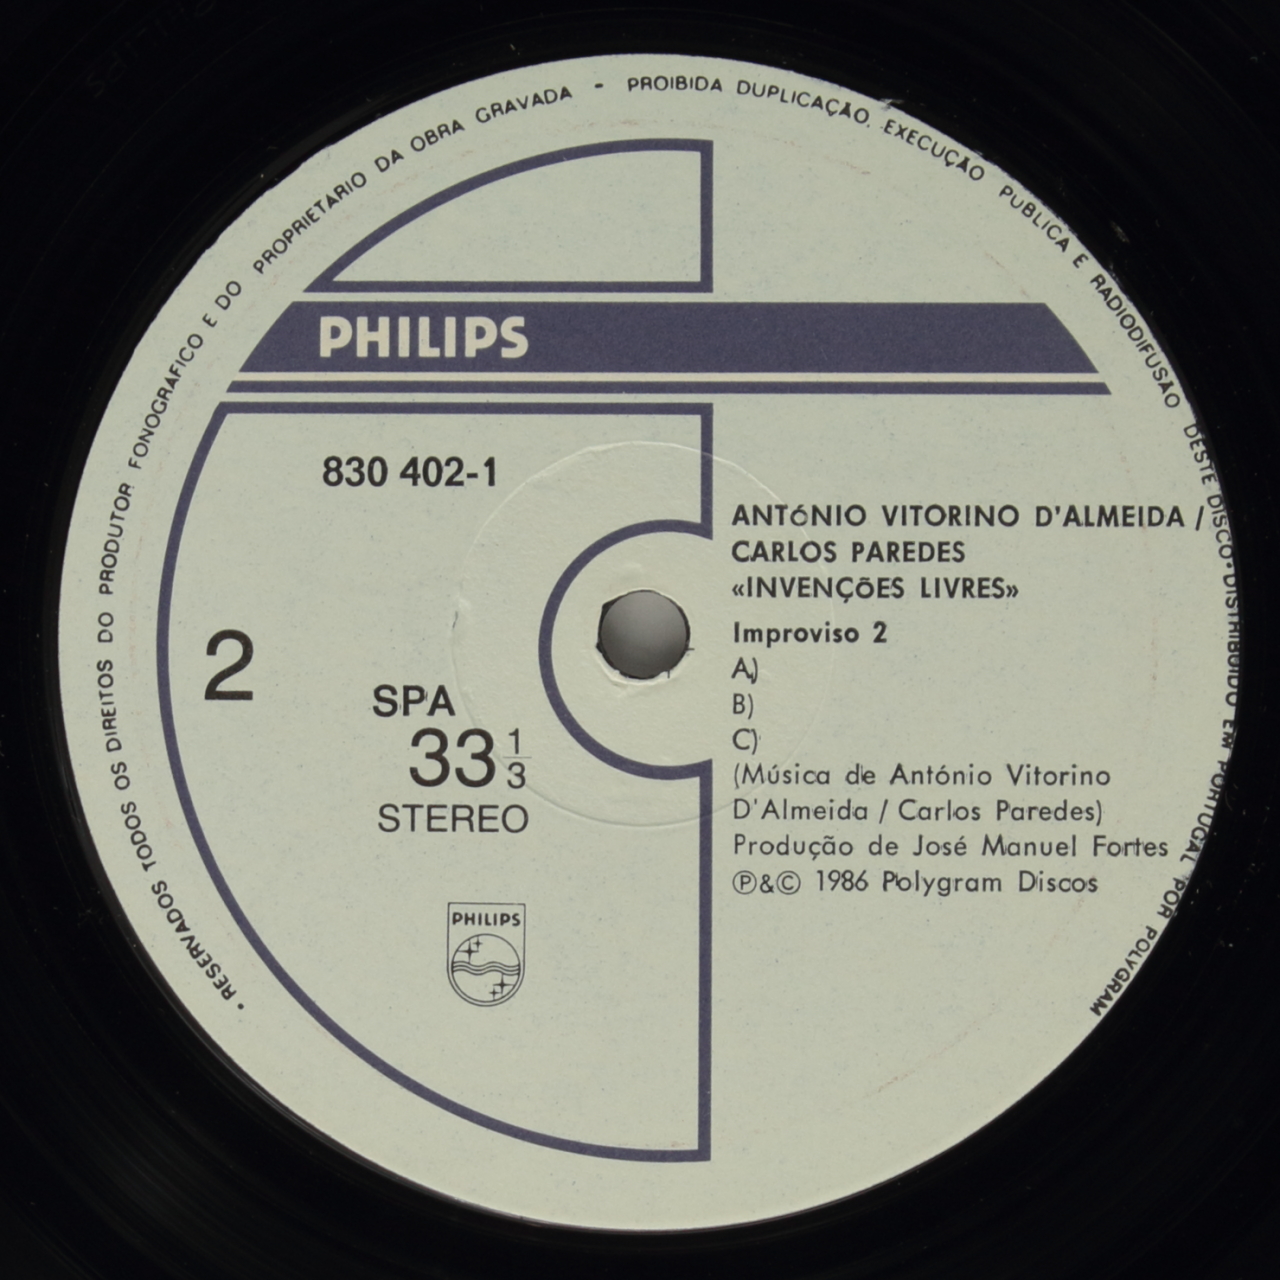 • RESERVADOS TODOS OS DIREITOS DO PRODUTOR FONOGRAFICO E DO PROPRIETARIO DA OBRA GRAVADA - PROIBIDA DUPLICAÇÃO, EXECUÇÃO PUBLICA E RADIODIFUSÃO DESTE DISCO • DISTRIBUIDO EM PORTUGAL POR POLYGRAM
PHILIPS
830 402-1
ANTÓNIO VITORINO D'ALMEIDA /
CARLOS PAREDES
«INVENÇÕES LIVRES»
Improviso 2
A)
B)
C)
(Música de António Vitorino
D'Almeida / Carlos Paredes)
Produção de José Manuel Fortes
Ⓟ&© 1986 Polygram Discos
2
SPA
33 1/3
STEREO
PHILIPS